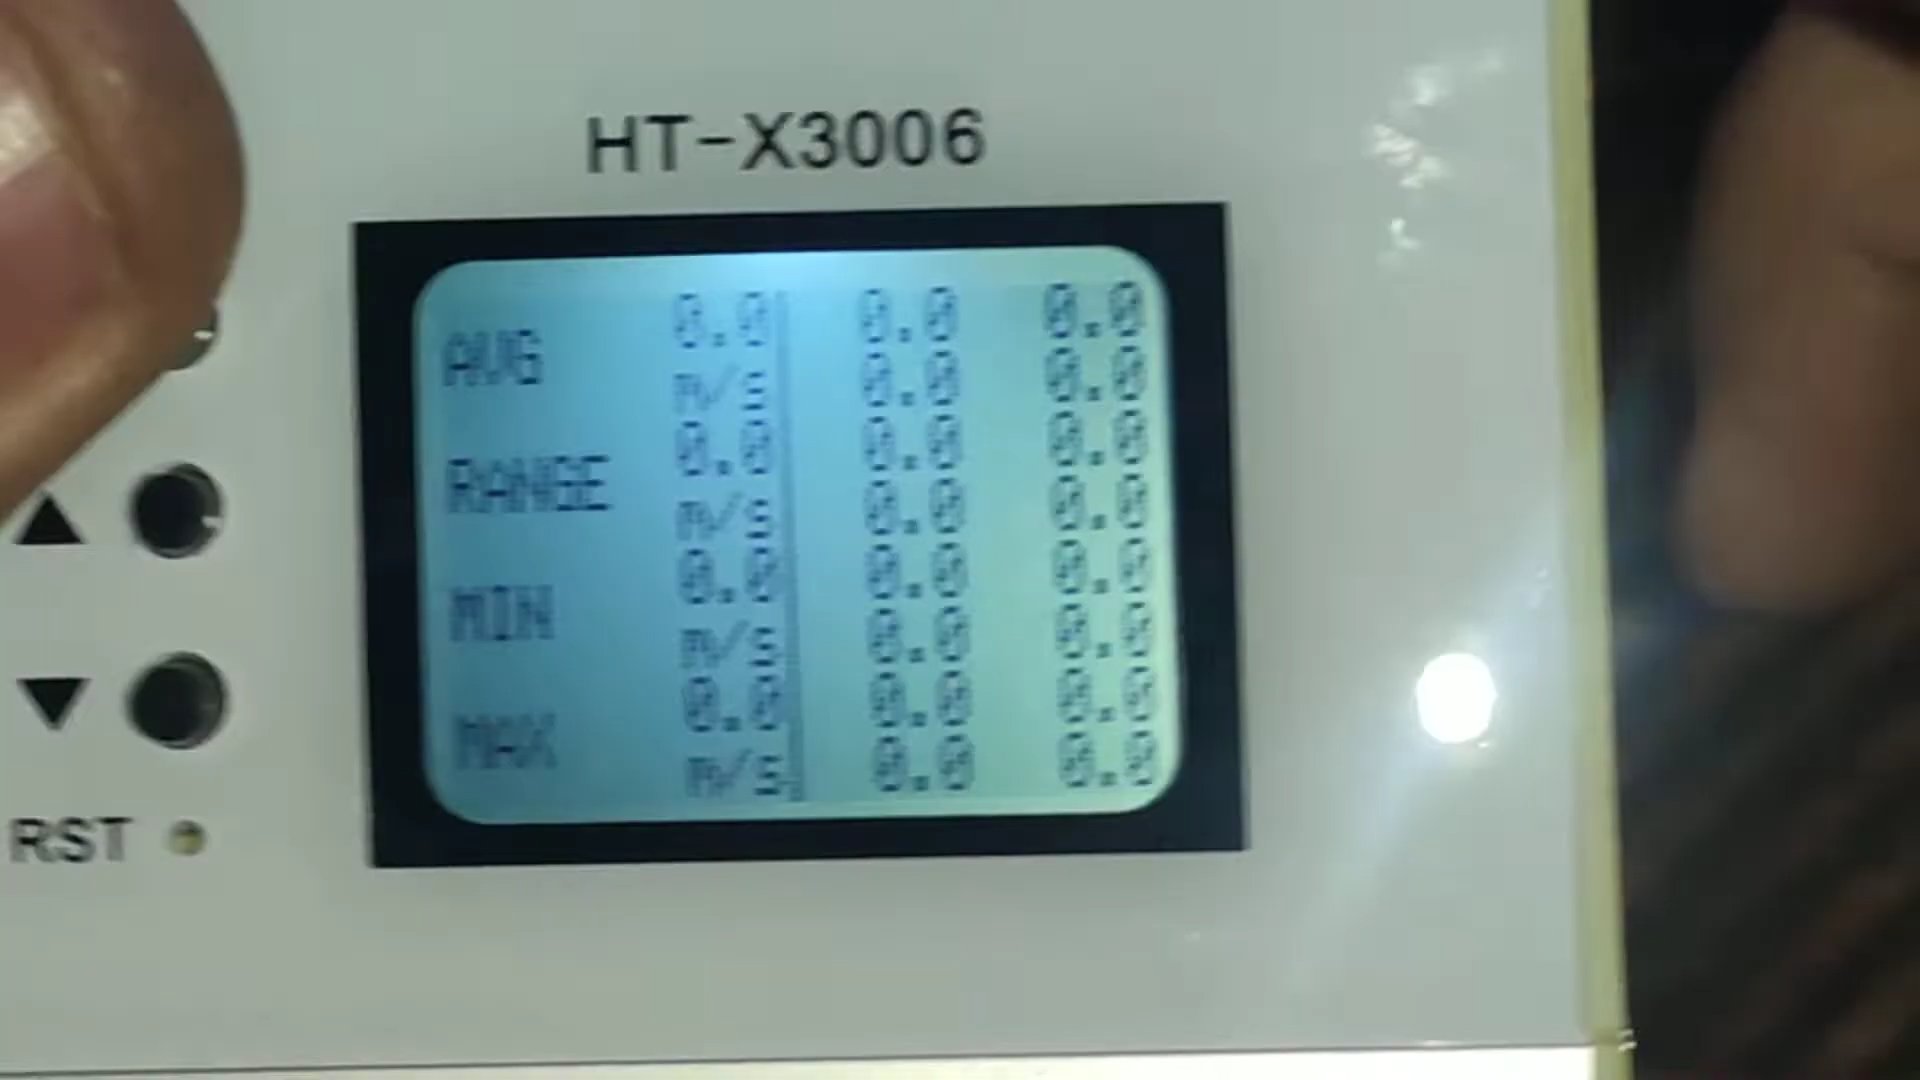 HT-X3006
AVG 0.0 0.0 0.0
m/s 0.0 0.0
RANGE 0.0 0.0 0.0
m/s 0.0 0.0
MIN 0.0 0.0 0.0
m/s 0.0 0.0
MAX 0.0 0.0 0.0
m/s 0.0 0.0
▲
▼
RST